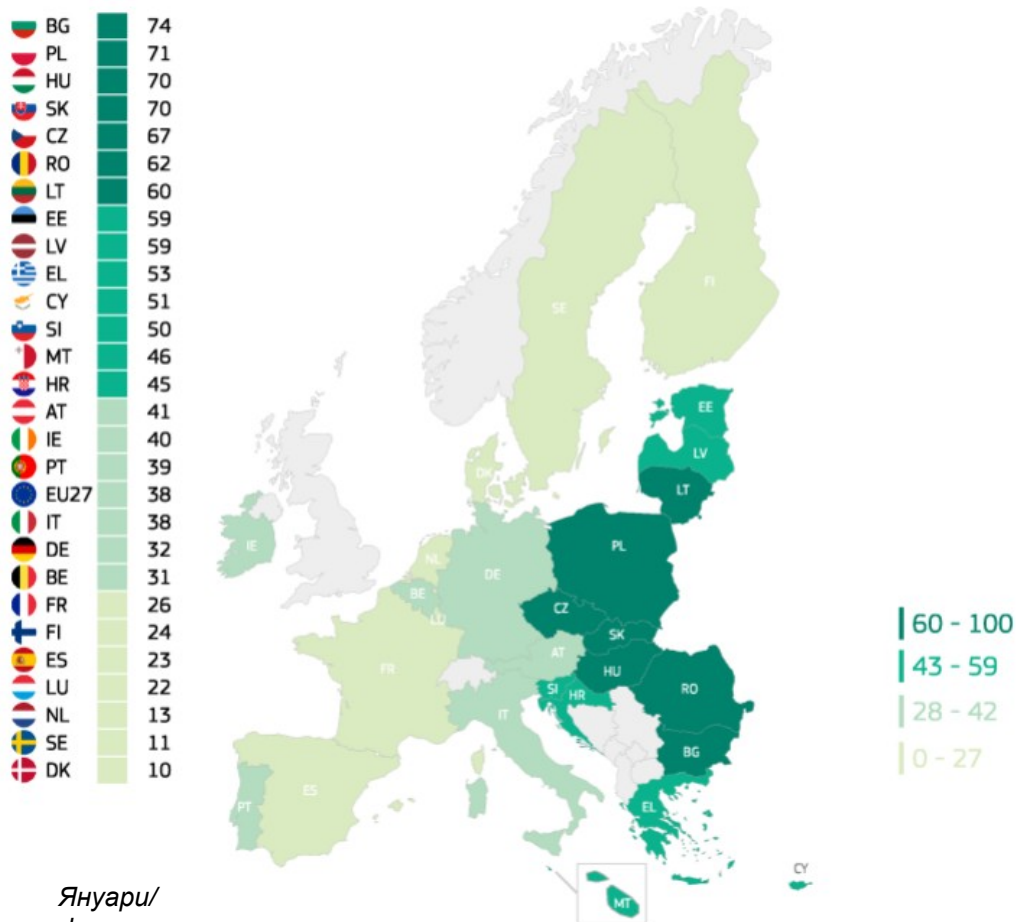 BG 74
PL 71
HU 70
SK 70
CZ 67
RO 62
LT 60
EE 59
LV 59
EL 53
CY 51
SI 50
MT 46
HR 45
AT 41
IE 40
PT 39
EU27 38
IT 38
DE 32
BE 31
FR 26
FI 24
ES 23
LU 22
NL 13
SE 11
DK 10
FI
SE
EE
LV
DK
LT
IE
NL
PL
DE
BE
CZ
LU
SK
AT
HU
FR
SI
HR
RO
IT
BG
ES
PT
EL
CY
MT
60 - 100
43 - 59
28 - 42
0 - 27
Януари/